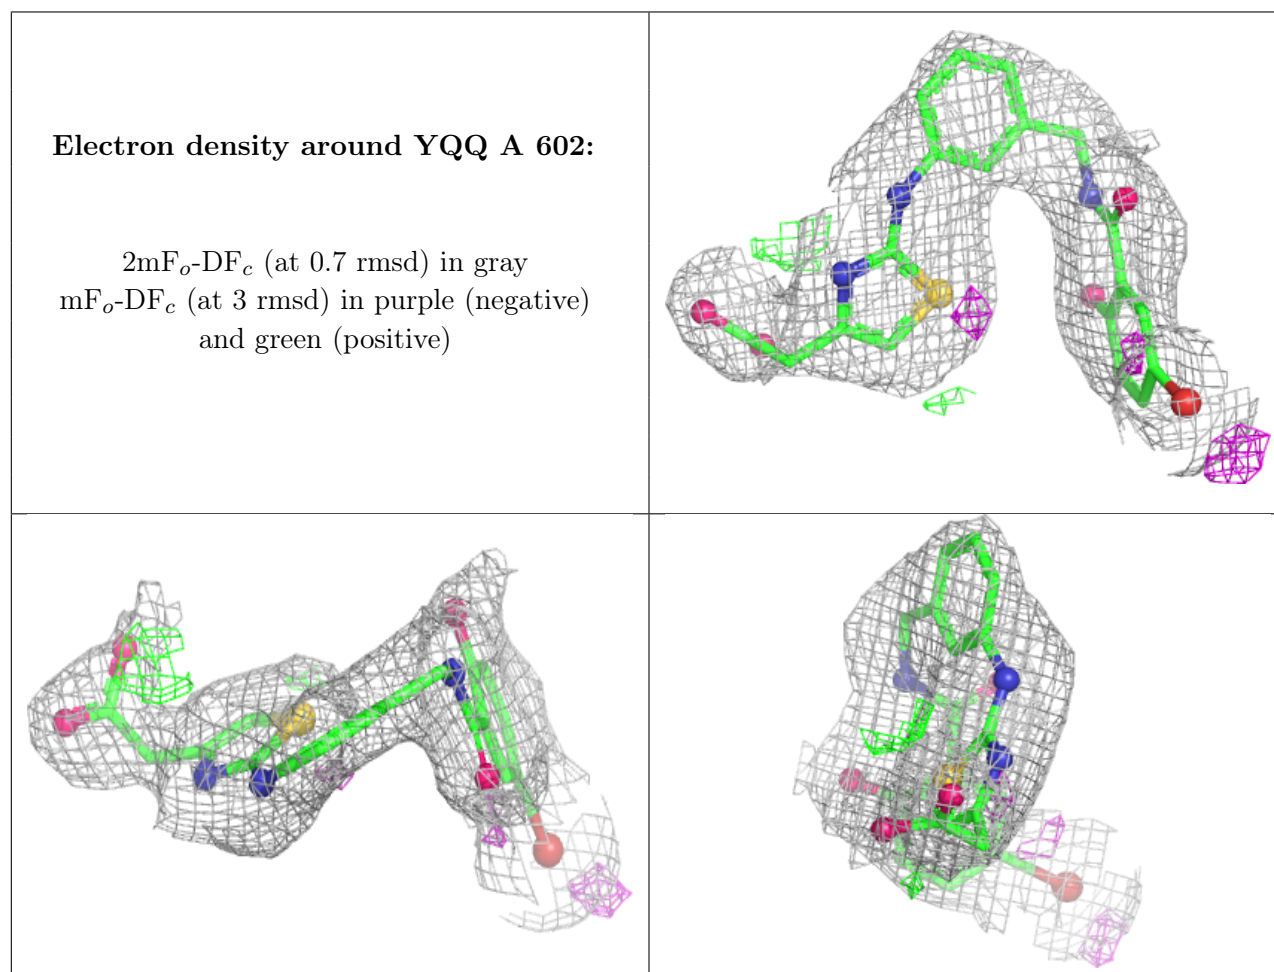 Electron density around YQQ A 602:
2mFₒ-DF𝒸 (at 0.7 rmsd) in gray
mFₒ-DF𝒸 (at 3 rmsd) in purple (negative)
and green (positive)